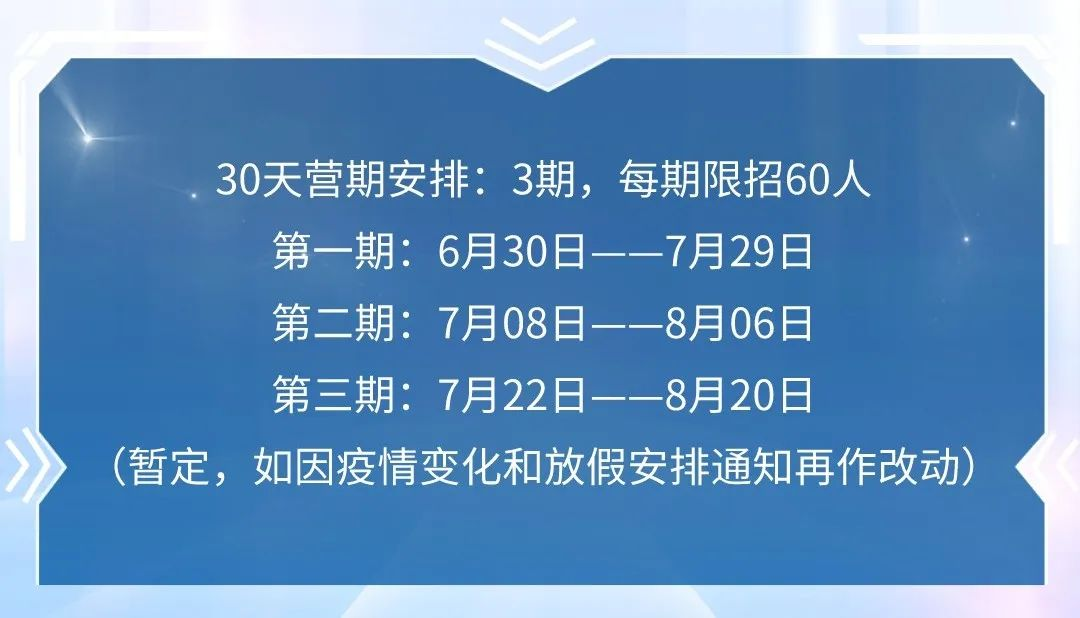 30天营期安排：3期，每期限招60人
第一期：6月30日——7月29日
第二期：7月08日——8月06日
第三期：7月22日——8月20日
（暂定，如因疫情变化和放假安排通知再作改动）